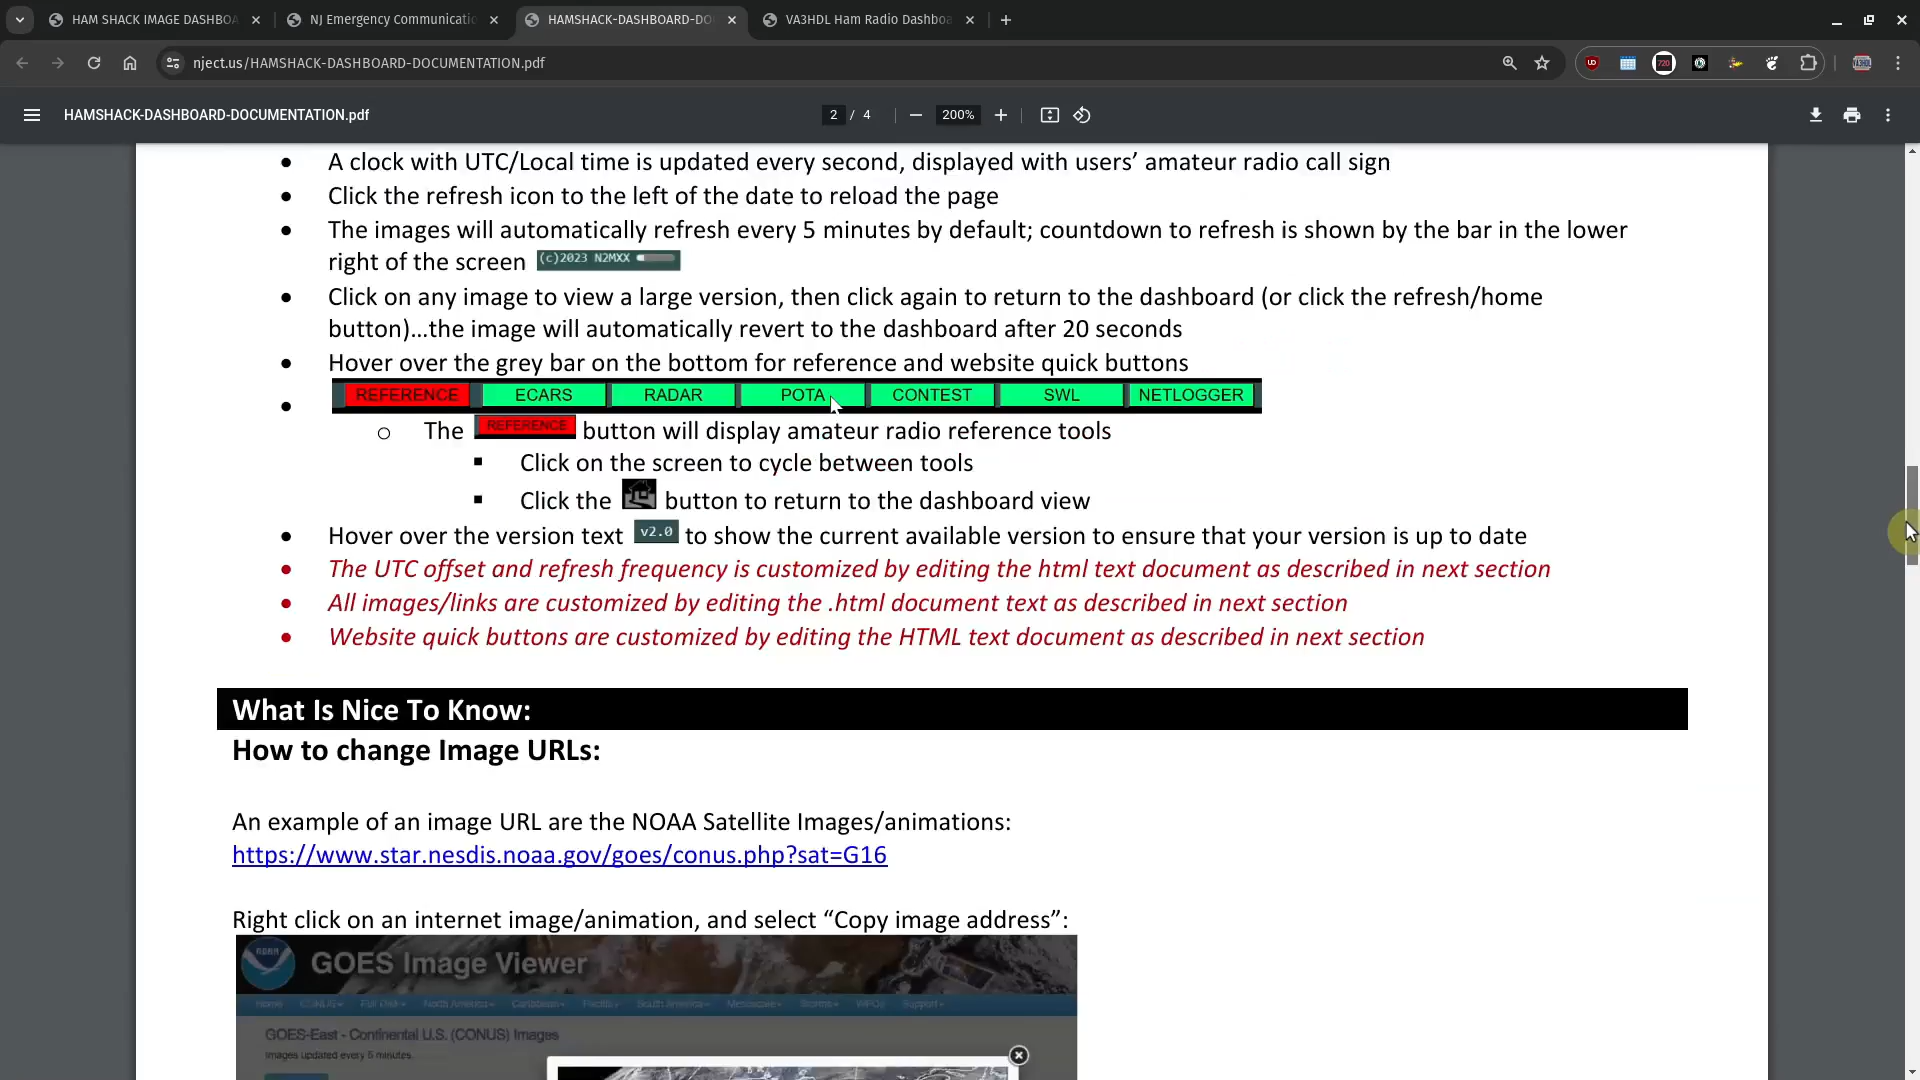 HAM SHACK IMAGE DASHBOA
NJ Emergency Communicatio
HAMSHACK-DASHBOARD-DO
VA3HDL Ham Radio Dashboa
nject.us/HAMSHACK-DASHBOARD-DOCUMENTATION.pdf
HAMSHACK-DASHBOARD-DOCUMENTATION.pdf
2 / 4
200%
• A clock with UTC/Local time is updated every second, displayed with users’ amateur radio call sign
• Click the refresh icon to the left of the date to reload the page
• The images will automatically refresh every 5 minutes by default; countdown to refresh is shown by the bar in the lower
right of the screen (c)2023 N2MXX
• Click on any image to view a large version, then click again to return to the dashboard (or click the refresh/home
button)…the image will automatically revert to the dashboard after 20 seconds
• Hover over the grey bar on the bottom for reference and website quick buttons
• REFERENCE ECARS RADAR POTA CONTEST SWL NETLOGGER
o The REFERENCE button will display amateur radio reference tools
▪ Click on the screen to cycle between tools
▪ Click the button to return to the dashboard view
• Hover over the version text v2.0 to show the current available version to ensure that your version is up to date
• The UTC offset and refresh frequency is customized by editing the html text document as described in next section
• All images/links are customized by editing the .html document text as described in next section
• Website quick buttons are customized by editing the HTML text document as described in next section
What Is Nice To Know:
How to change Image URLs:
An example of an image URL are the NOAA Satellite Images/animations:
https://www.star.nesdis.noaa.gov/goes/conus.php?sat=G16
Right click on an internet image/animation, and select “Copy image address”:
GOES Image Viewer
Home CONUS Full Disk North America Caribbean Pacific South America Mesoscale Storms WFOs Support
GOES-East - Continental U.S. (CONUS) Images
Images updated every 5 minutes.